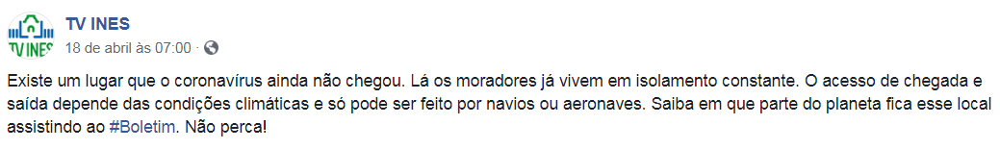 TV INES
TV INES
18 de abril às 07:00 ·
Existe um lugar que o coronavírus ainda não chegou. Lá os moradores já vivem em isolamento constante. O acesso de chegada e
saída depende das condições climáticas e só pode ser feito por navios ou aeronaves. Saiba em que parte do planeta fica esse local
assistindo ao #Boletim. Não perca!